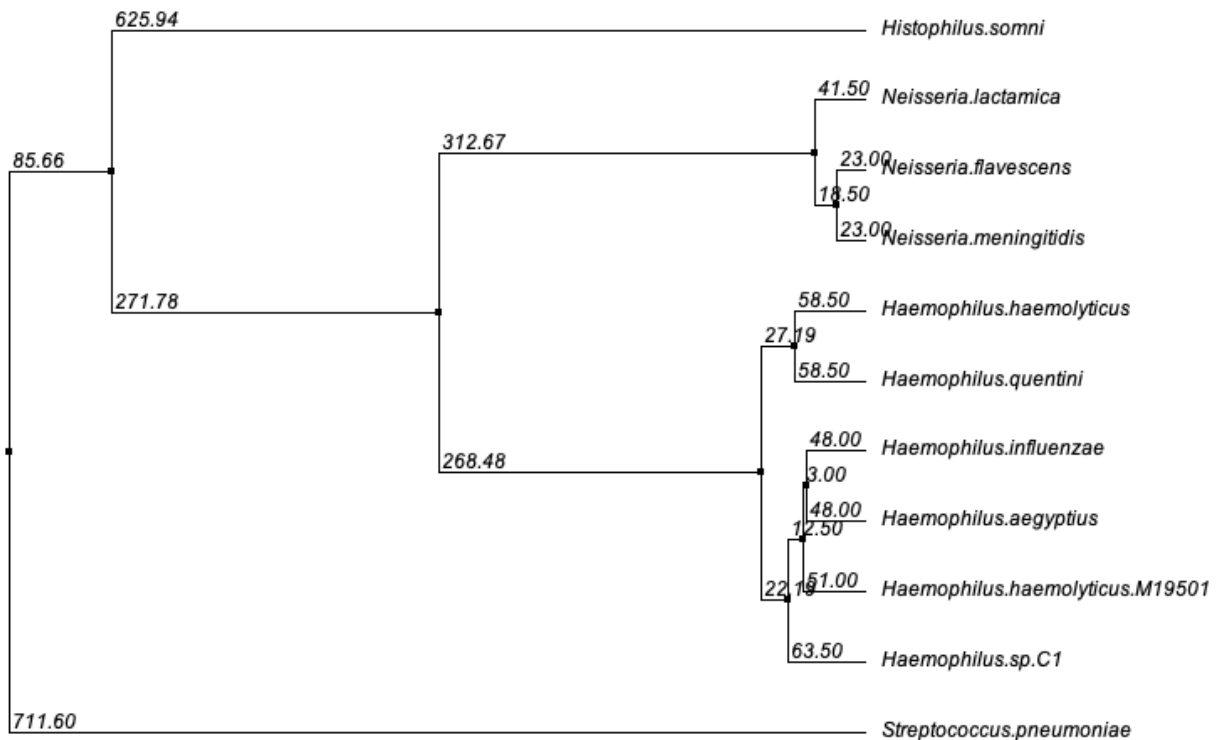 625.94
Histophilus.somni
41.50
Neisseria.lactamica
312.67
85.66
23.00
Neisseria.flavescens
18.50
23.00
Neisseria.meningitidis
271.78
58.50
Haemophilus.haemolyticus
27.19
58.50
Haemophilus.quentini
48.00
Haemophilus.influenzae
268.48
3.00
48.00
Haemophilus.aegyptius
12.50
51.00
Haemophilus.haemolyticus.M19501
22.19
63.50
Haemophilus.sp.C1
711.60
Streptococcus.pneumoniae